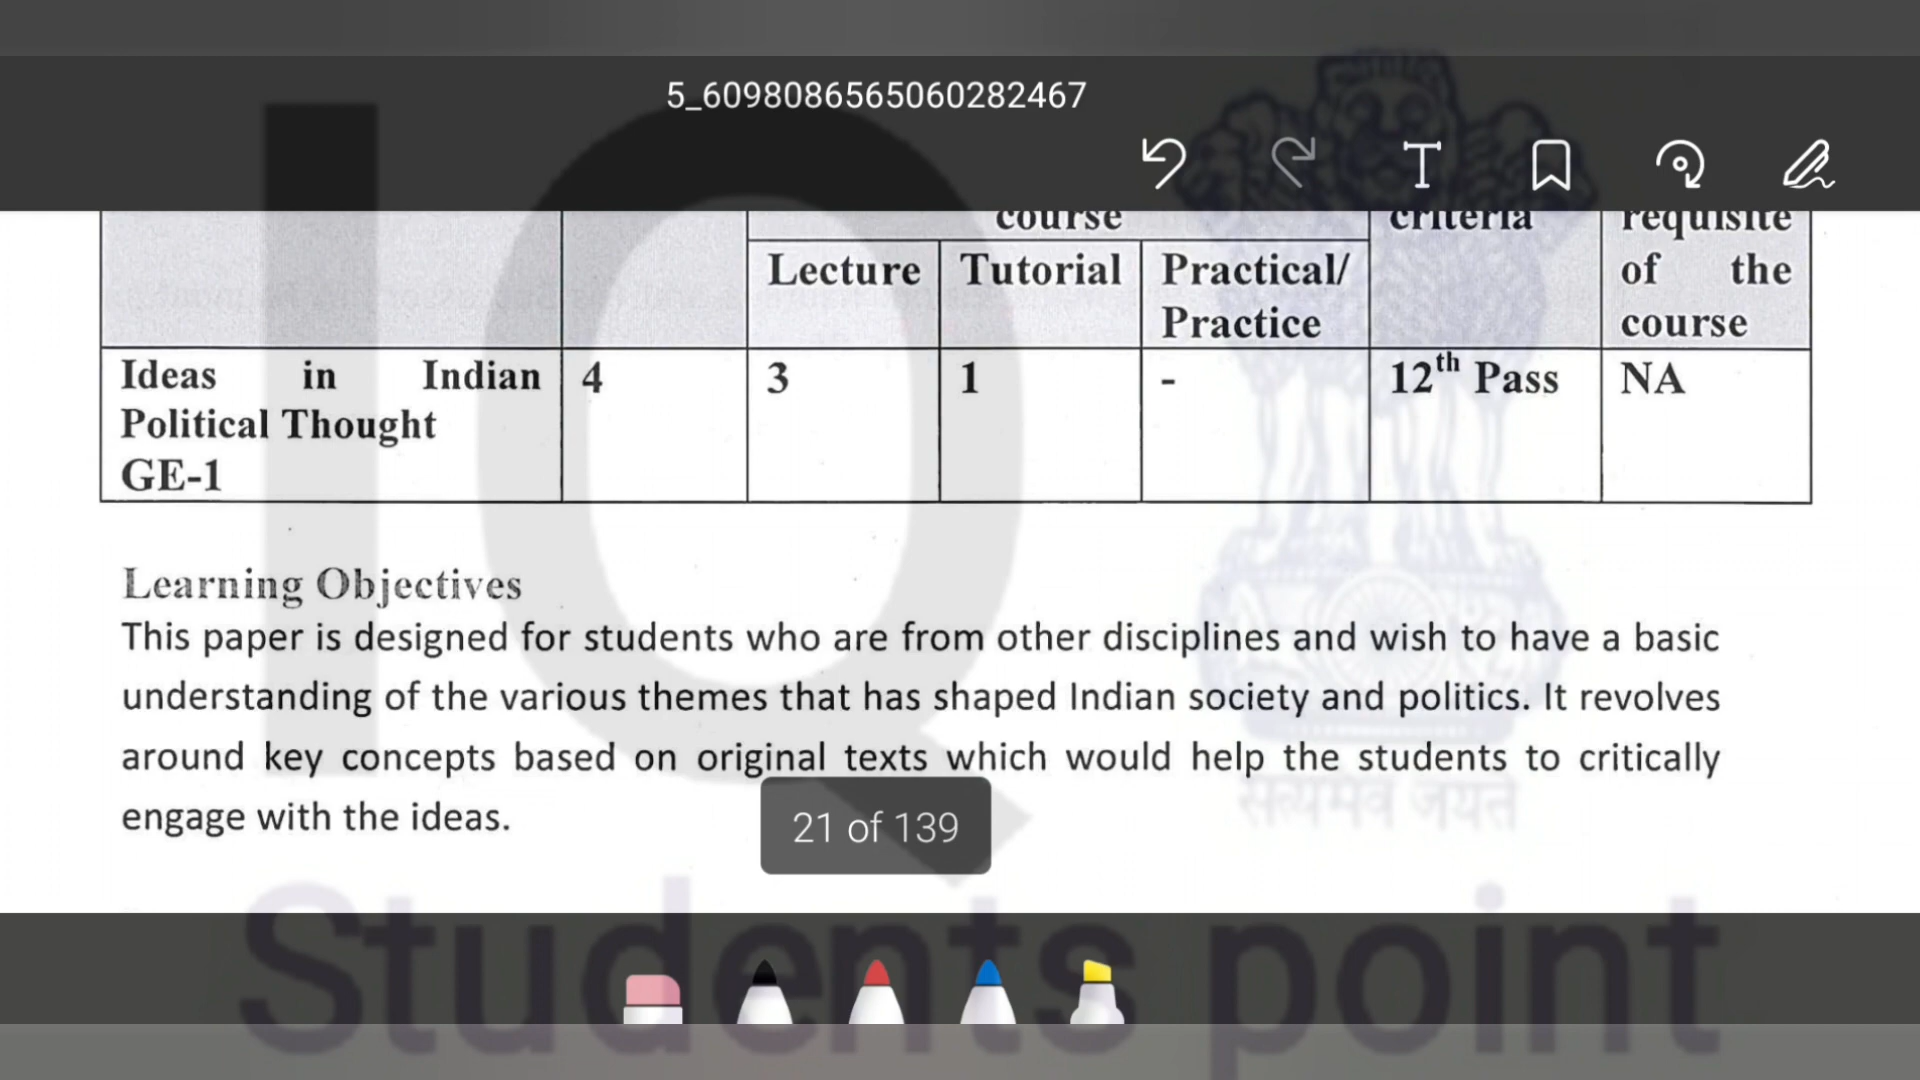 5_6098086565060282467
course criteria requisite
Lecture Tutorial Practical/ of the
Practice course
Ideas in Indian 4 3 1 - 12th Pass NA
Political Thought
GE-1
Learning Objectives
This paper is designed for students who are from other disciplines and wish to have a basic
understanding of the various themes that has shaped Indian society and politics. It revolves
around key concepts based on original texts which would help the students to critically
engage with the ideas.
21 of 139
IQ
सत्यमेव जयते
Students point